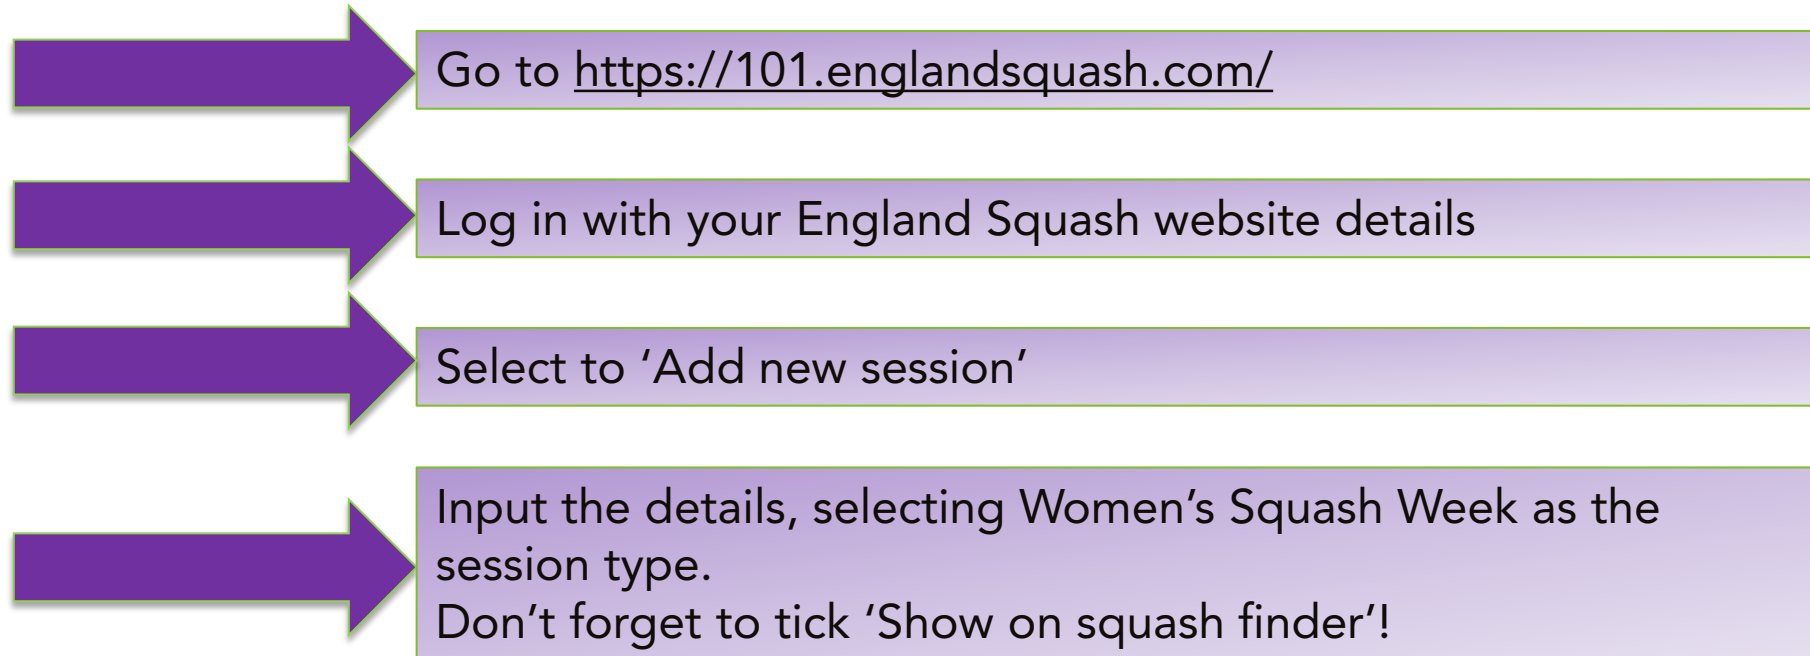 Go to https://101.englandsquash.com/
Log in with your England Squash website details
Select to ‘Add new session’
Input the details, selecting Women’s Squash Week as the
session type.
Don’t forget to tick ‘Show on squash finder’!